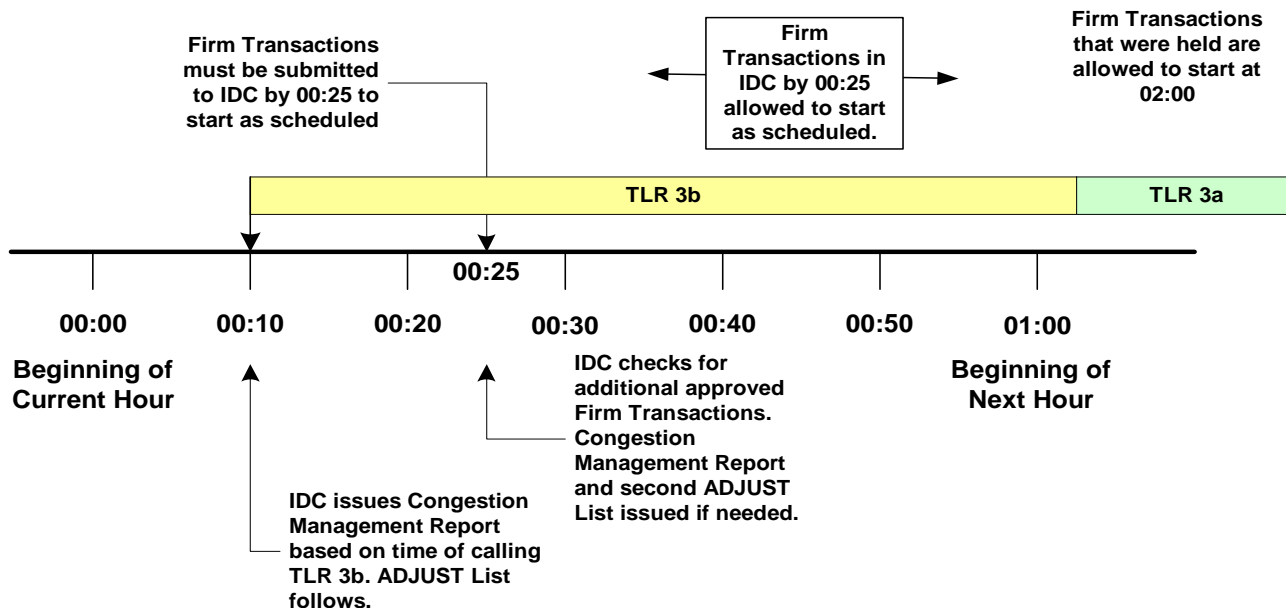 Firm Transactions
must be submitted
to IDC by 00:25 to
start as scheduled
Firm
Transactions in
IDC by 00:25
allowed to start
as scheduled.
Firm Transactions
that were held are
allowed to start at
02:00
TLR 3b
TLR 3a
00:25
00:00
00:10
00:20
00:30
00:40
00:50
01:00
Beginning of
Current Hour
Beginning of
Next Hour
IDC checks for
additional approved
Firm Transactions.
Congestion
Management Report
and second ADJUST
List issued if needed.
IDC issues Congestion
Management Report
based on time of calling
TLR 3b. ADJUST List
follows.